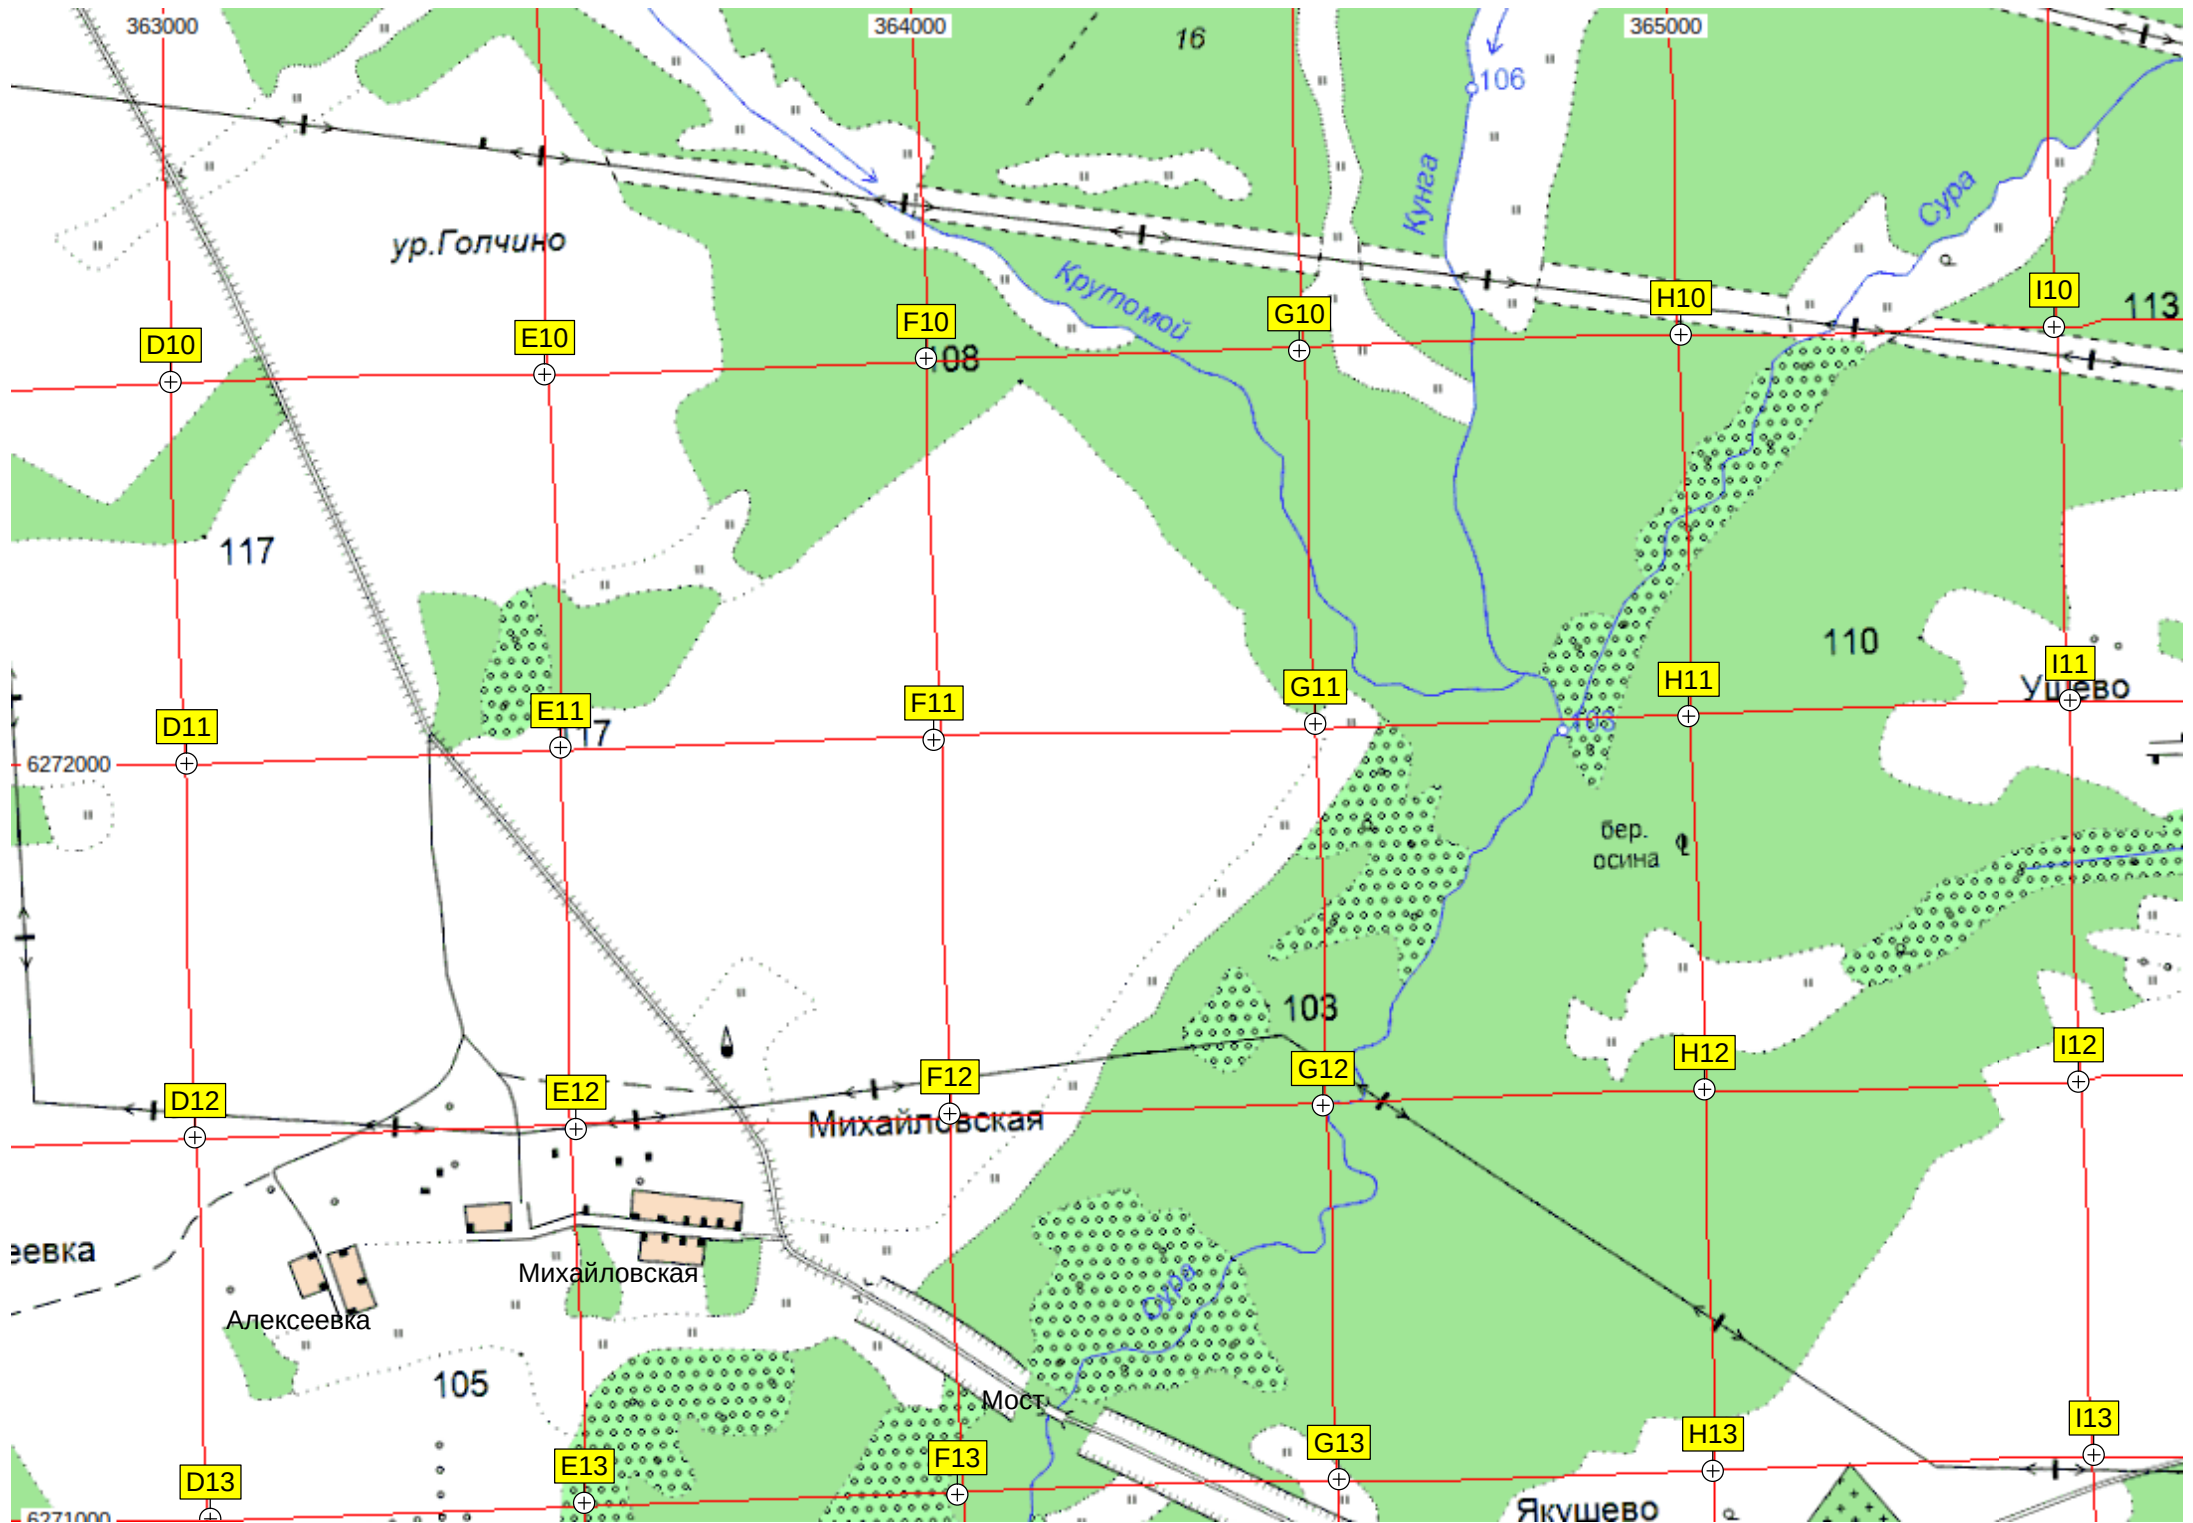 363000
364000
365000
16
106
Кунга
Сура
ур.Голчино
Крутомой
I10
113
H10
G10
F10
E10
D10
108
117
110
I11
Ушево
H11
G11
F11
E11
D11
117
103
6272000
бер.
осина
103
I12
H12
G12
F12
E12
D12
Михайловская
еевка
Михайловская
Сура
Алексеевка
105
Мост
I13
H13
G13
F13
E13
D13
Якушево
6271000